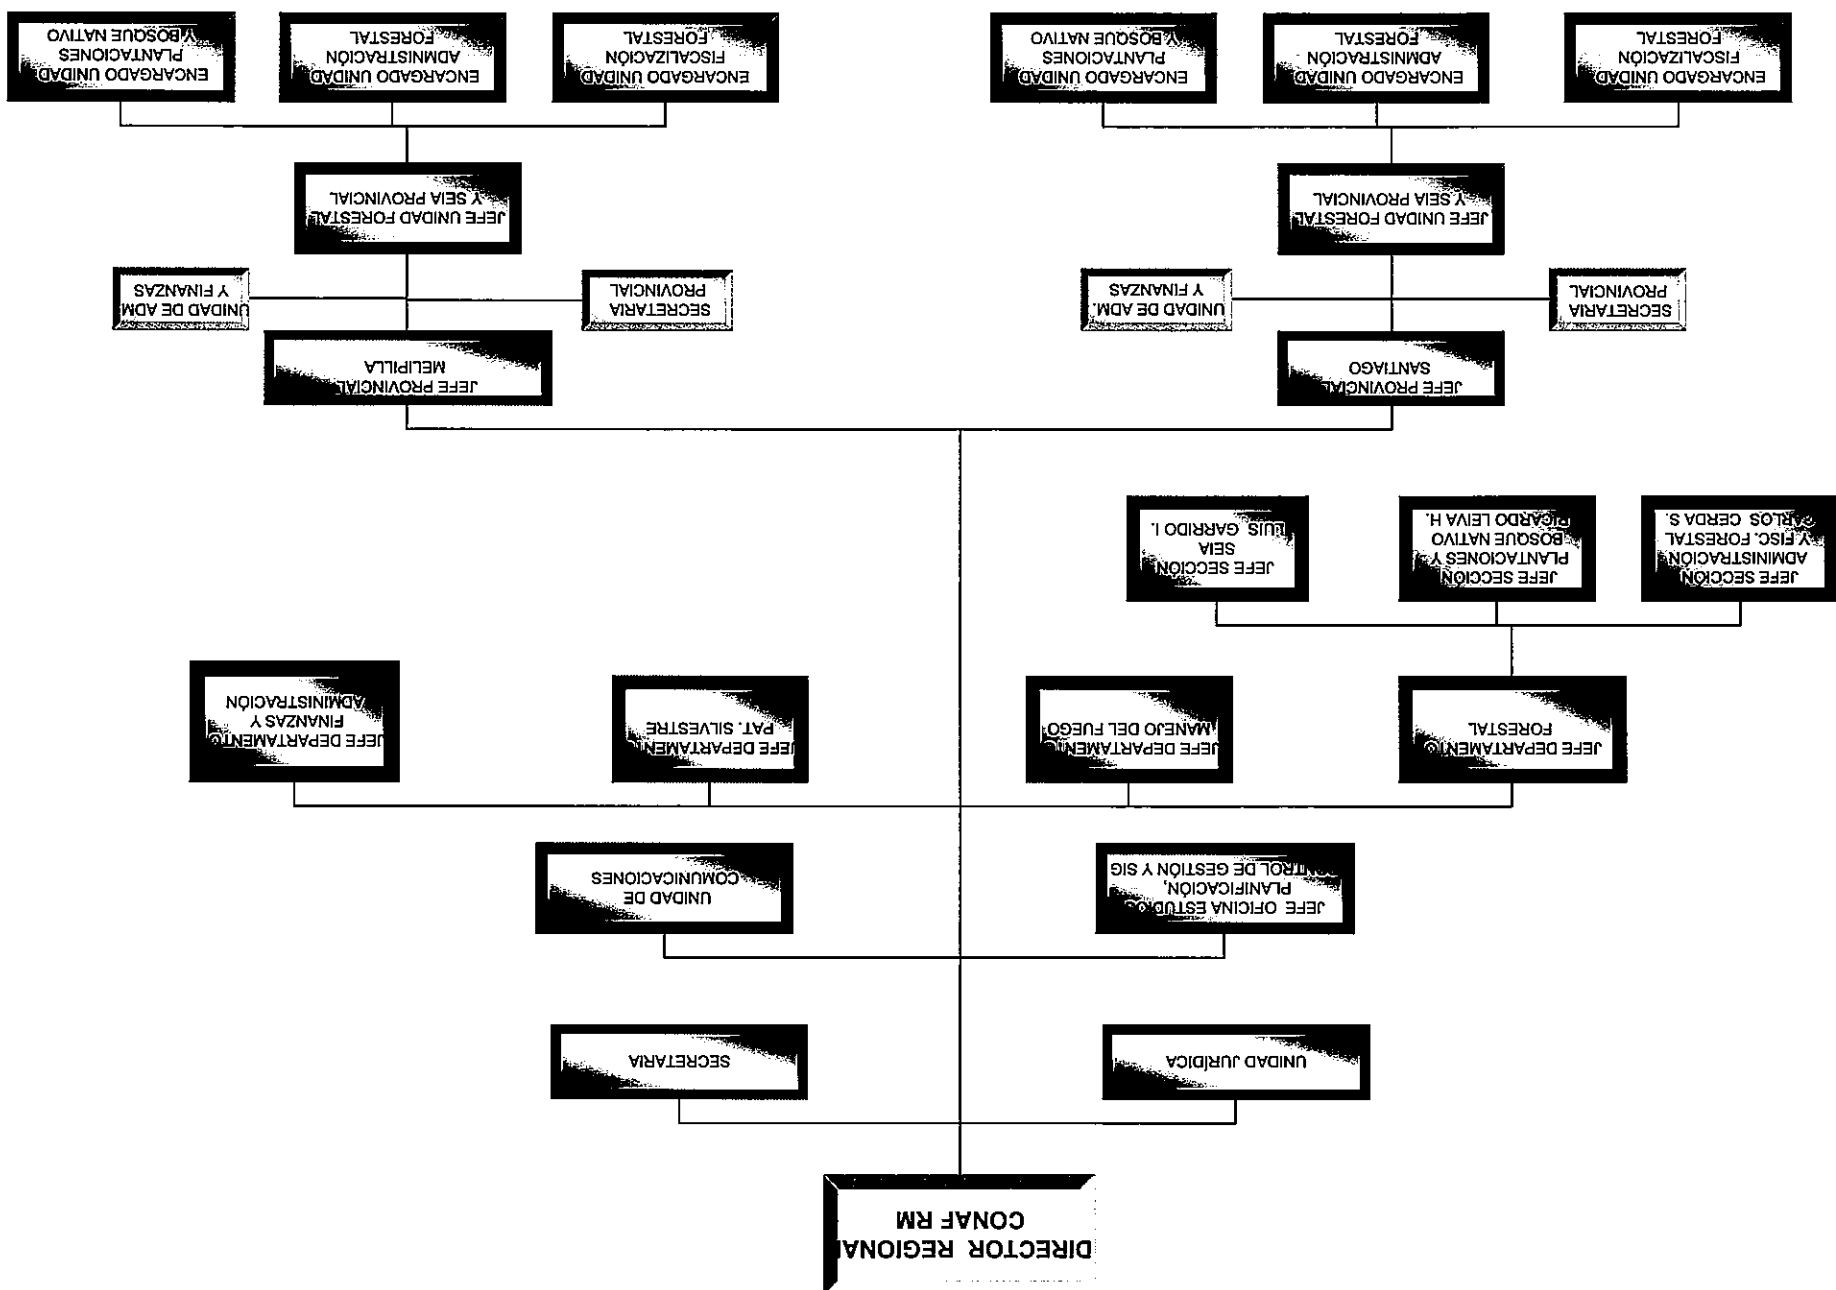 DIRECTOR REGIONAL
CONAF RM
UNIDAD JURÍDICA
SECRETARIA
JEFE OFICINA ESTUDIOS
PLANIFICACIÓN,
CONTROL DE GESTIÓN Y SIG
UNIDAD DE
COMUNICACIONES
JEFE DEPARTAMENTO
FORESTAL
JEFE DEPARTAMENTO
MANEJO DEL FUEGO
JEFE DEPARTAMENTO
PAT. SILVESTRE
JEFE DEPARTAMENTO
FINANZAS Y
ADMINISTRACIÓN
JEFE SECCIÓN
ADMINISTRACIÓN
Y FISC. FORESTAL
CARLOS CERDA S.
JEFE SECCIÓN
PLANTACIONES Y
BOSQUE NATIVO
RICARDO LEIVA H.
JEFE SECCIÓN
SEIA
LUIS GARRIDO I.
JEFE PROVINCIAL
SANTIAGO
JEFE PROVINCIAL
MELIPILLA
SECRETARIA
PROVINCIAL
UNIDAD DE ADM.
Y FINANZAS
SECRETARIA
PROVINCIAL
UNIDAD DE ADM
Y FINANZAS
JEFE UNIDAD FORESTAL
Y SEIA PROVINCIAL
JEFE UNIDAD FORESTAL
Y SEIA PROVINCIAL
ENCARGADO UNIDAD
FISCALIZACIÓN
FORESTAL
ENCARGADO UNIDAD
ADMINISTRACIÓN
FORESTAL
ENCARGADO UNIDAD
PLANTACIONES
Y BOSQUE NATIVO
ENCARGADO UNIDAD
FISCALIZACIÓN
FORESTAL
ENCARGADO UNIDAD
ADMINISTRACIÓN
FORESTAL
ENCARGADO UNIDAD
PLANTACIONES
Y BOSQUE NATIVO